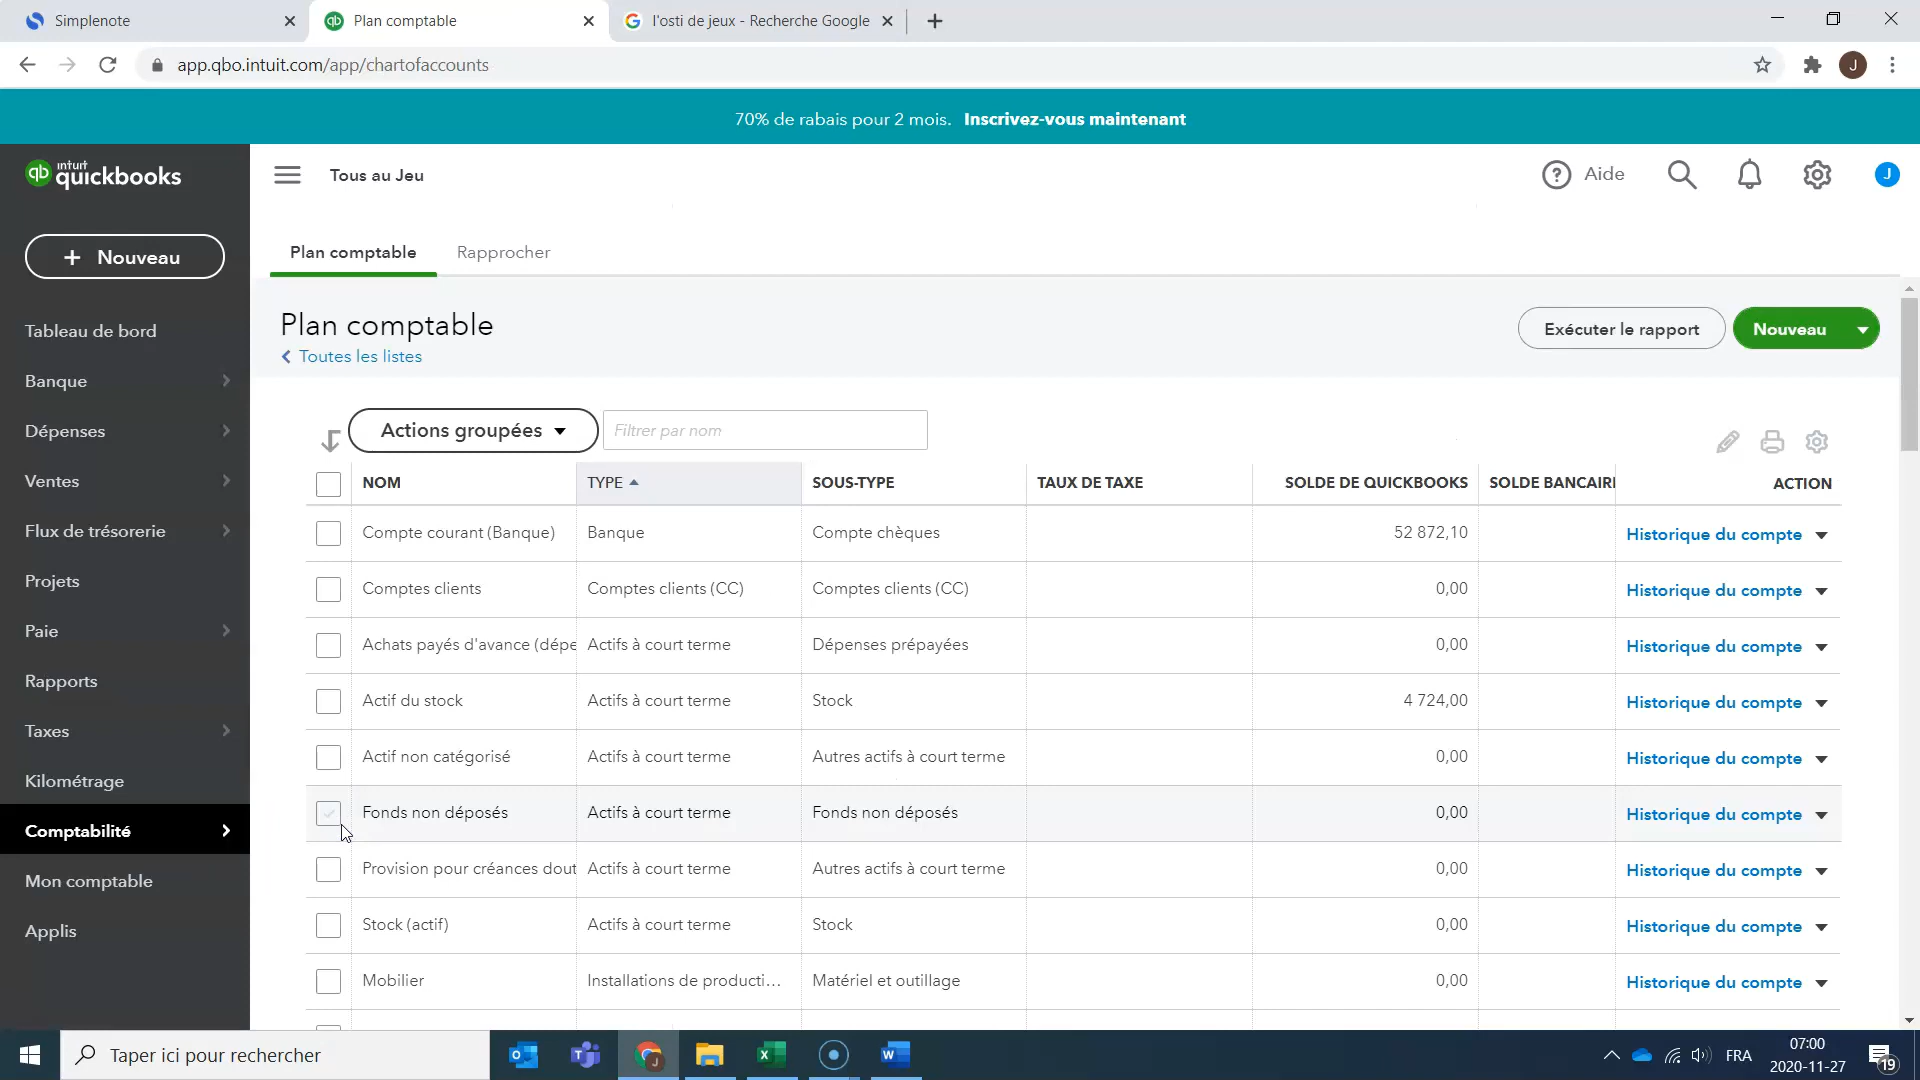 Simplenote
Plan comptable
l'osti de jeux - Recherche Google
app.qbo.intuit.com/app/chartofaccounts
J
70% de rabais pour 2 mois. Inscrivez-vous maintenant
intuit
quickbooks
Tous au Jeu
Aide
J
Nouveau
Tableau de bord
Banque
Dépenses
Ventes
Flux de trésorerie
Projets
Paie
Rapports
Taxes
Kilométrage
Comptabilité
Mon comptable
Applis
Plan comptable Rapprocher
Plan comptable
Toutes les listes
Exécuter le rapport
Nouveau
Actions groupées
Filtrer par nom
NOM TYPE SOUS-TYPE TAUX DE TAXE SOLDE DE QUICKBOOKS SOLDE BANCAIRE ACTION
Compte courant (Banque) Banque Compte chèques 52 872,10 Historique du compte
Comptes clients Comptes clients (CC) Comptes clients (CC) 0,00 Historique du compte
Achats payés d'avance (dépe Actifs à court terme Dépenses prépayées 0,00 Historique du compte
Actif du stock Actifs à court terme Stock 4 724,00 Historique du compte
Actif non catégorisé Actifs à court terme Autres actifs à court terme 0,00 Historique du compte
Fonds non déposés Actifs à court terme Fonds non déposés 0,00 Historique du compte
Provision pour créances dout Actifs à court terme Autres actifs à court terme 0,00 Historique du compte
Stock (actif) Actifs à court terme Stock 0,00 Historique du compte
Mobilier Installations de producti... Matériel et outillage 0,00 Historique du compte
Taper ici pour rechercher
FRA
07:00
2020-11-27
19